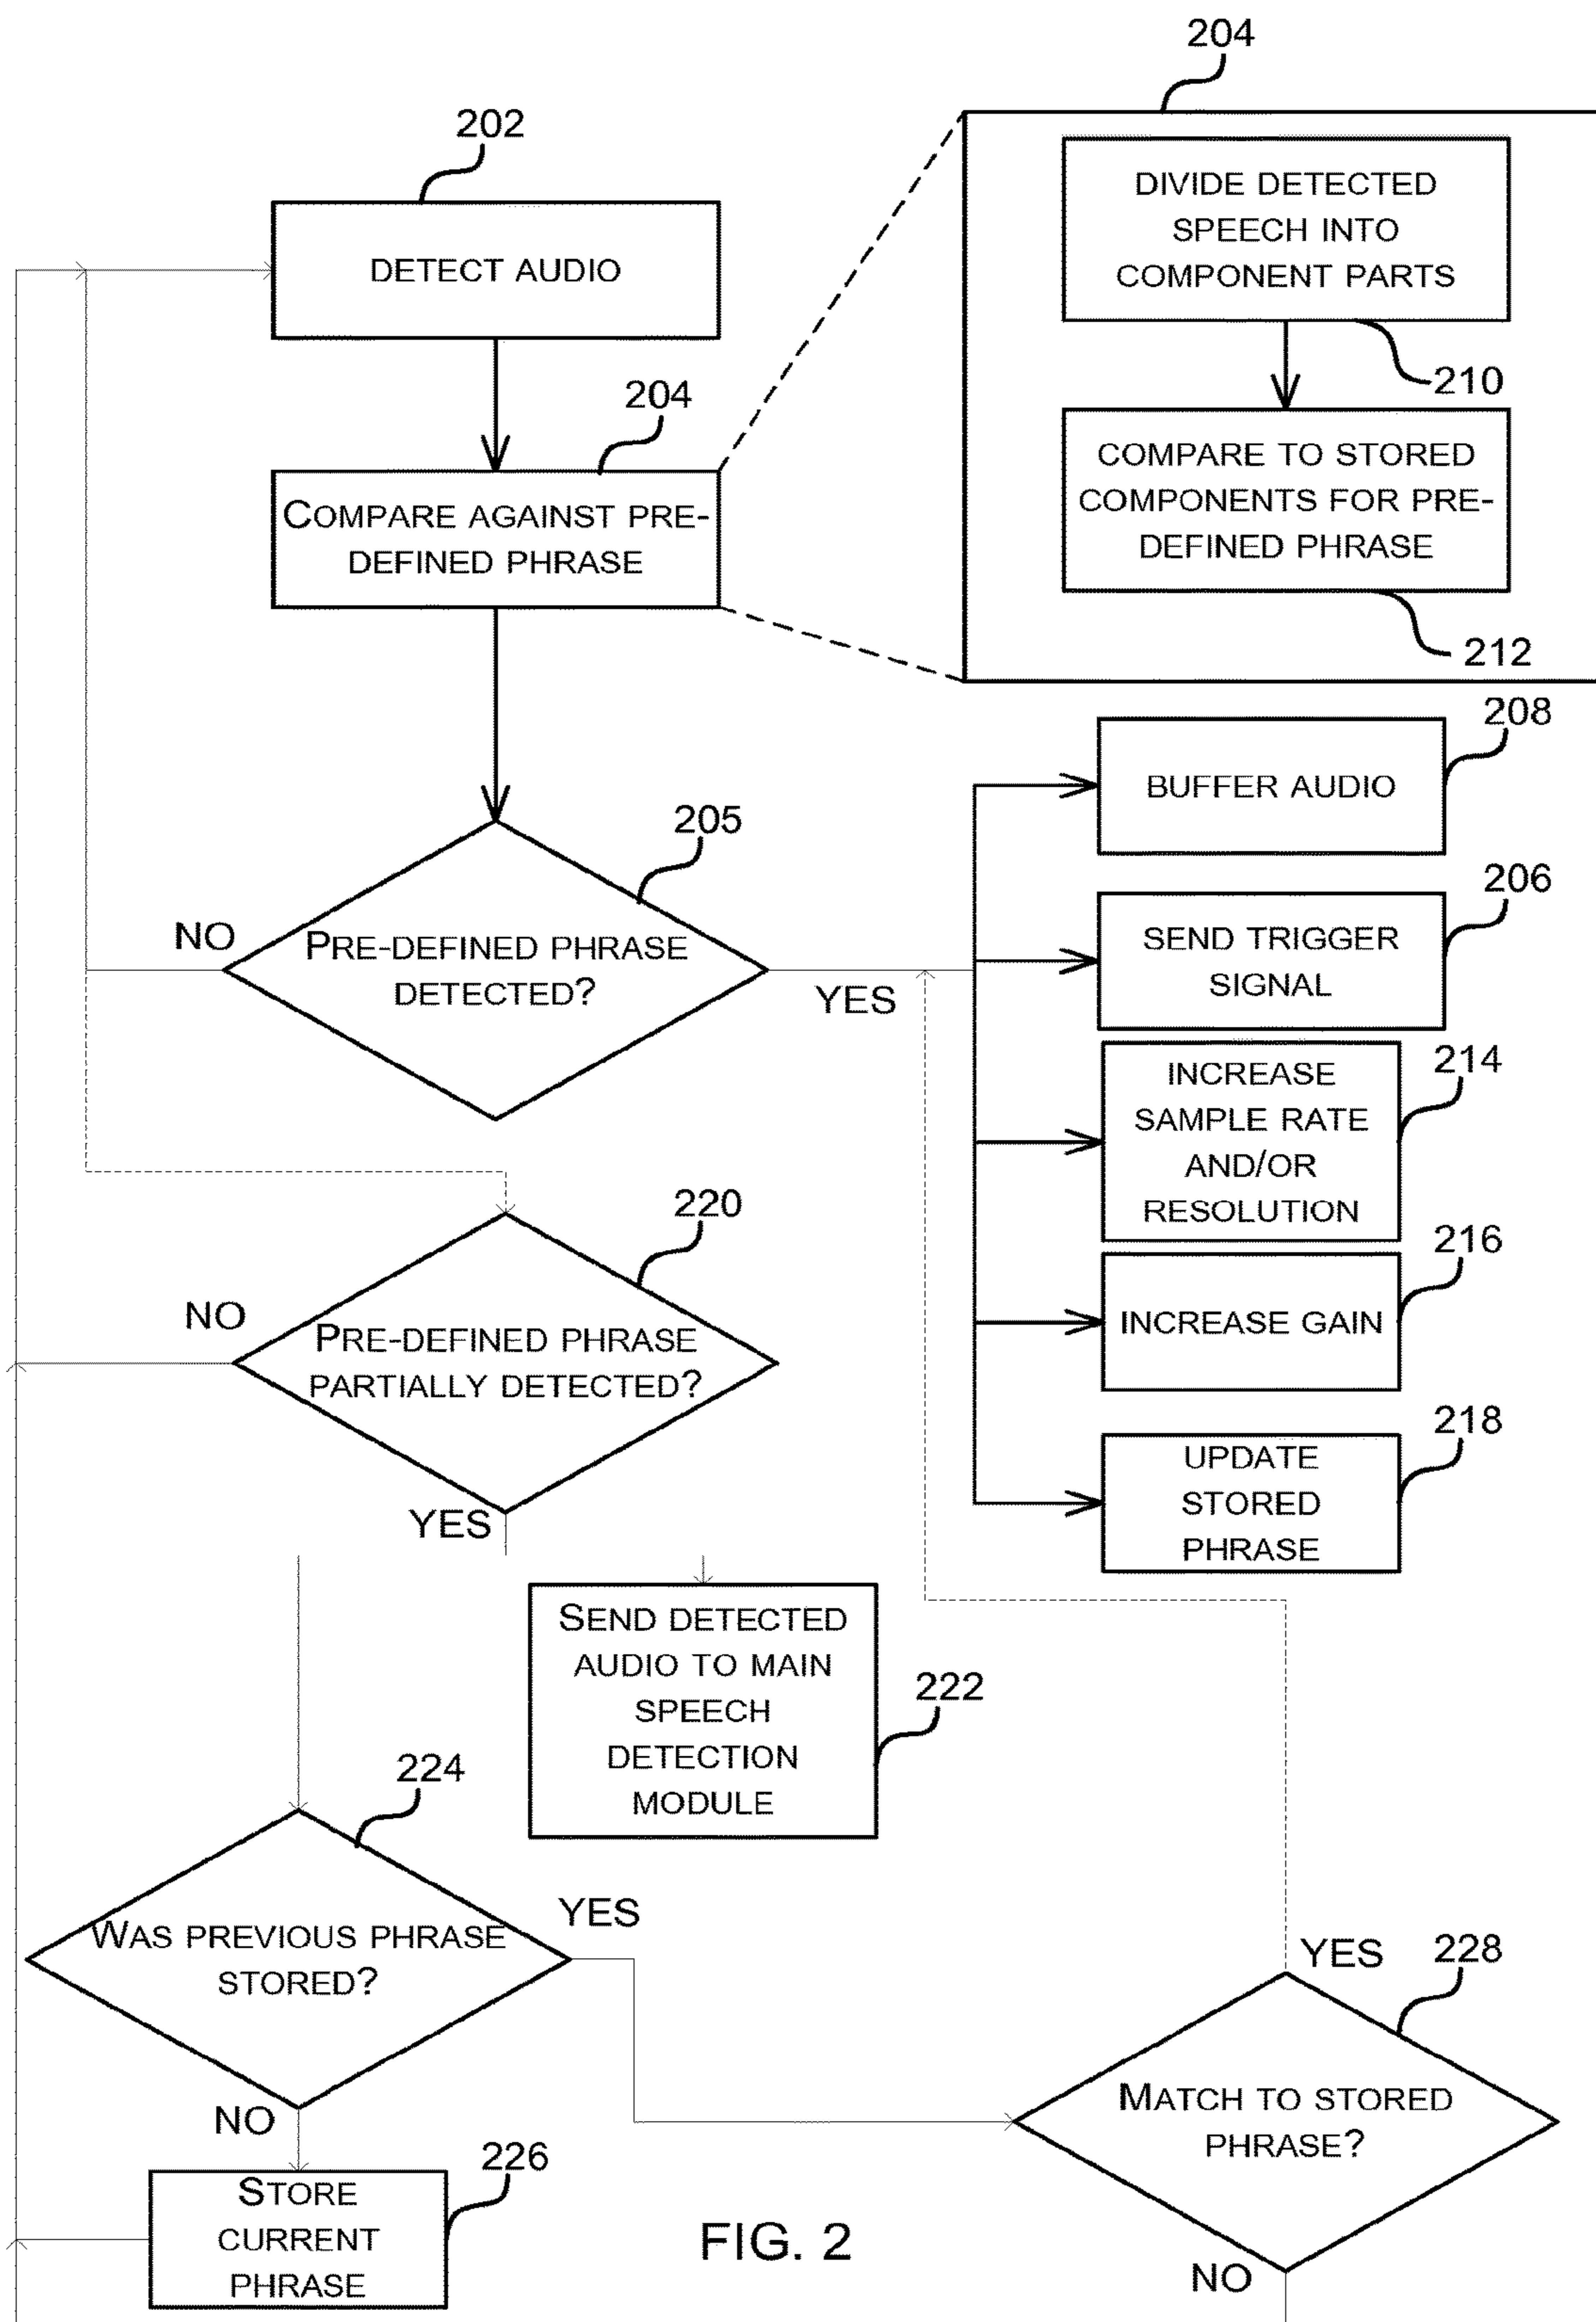 204
202
DIVIDE DETECTED
SPEECH INTO
COMPONENT PARTS
DETECT AUDIO
210
204
COMPARE TO STORED
COMPONENTS FOR PRE-
DEFINED PHRASE
COMPARE AGAINST PRE-
DEFINED PHRASE
212
208
BUFFER AUDIO
205
206
NO
PRE-DEFINED PHRASE
DETECTED?
YES
SEND TRIGGER
SIGNAL
214
INCREASE
SAMPLE RATE
AND/OR
RESOLUTION
220
216
NO
PRE-DEFINED PHRASE
PARTIALLY DETECTED?
INCREASE GAIN
218
YES
UPDATE
STORED
PHRASE
SEND DETECTED
AUDIO TO MAIN
SPEECH
DETECTION
MODULE
222
224
YES
WAS PREVIOUS PHRASE
STORED?
YES
228
MATCH TO STORED
PHRASE?
NO
226
STORE
CURRENT
PHRASE
FIG. 2
NO